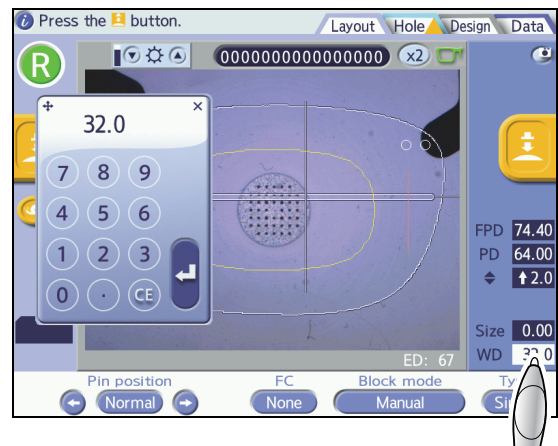 Press the button.
Layout Hole Design Data
R
(0000000000000000) x2
32.0
7 8 9
4 5 6
1 2 3
0 . CE
FPD 74.40
PD 64.00
2.0
Size 0.00
WD
ED: 67
Pin position FC Block mode
Normal None Manual